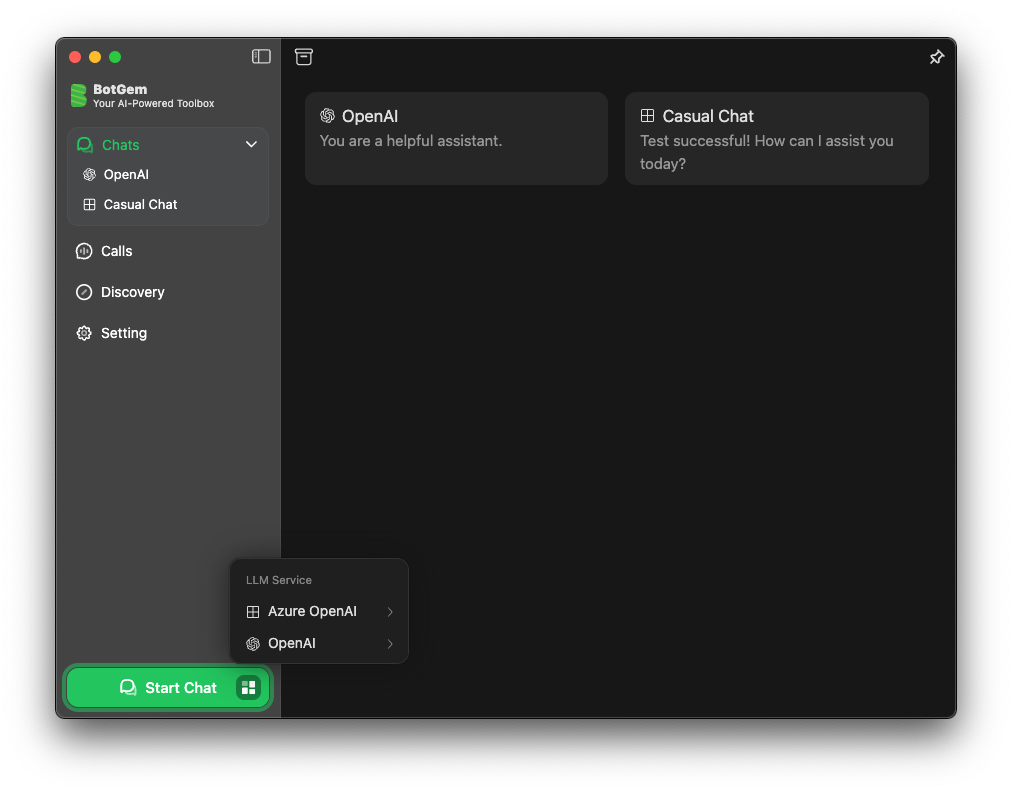 BotGem
Your AI-Powered Toolbox
Chats
OpenAI
Casual Chat
Calls
Discovery
Setting
OpenAI
You are a helpful assistant.
Casual Chat
Test successful! How can I assist you
today?
LLM Service
Azure OpenAI
OpenAI
Start Chat